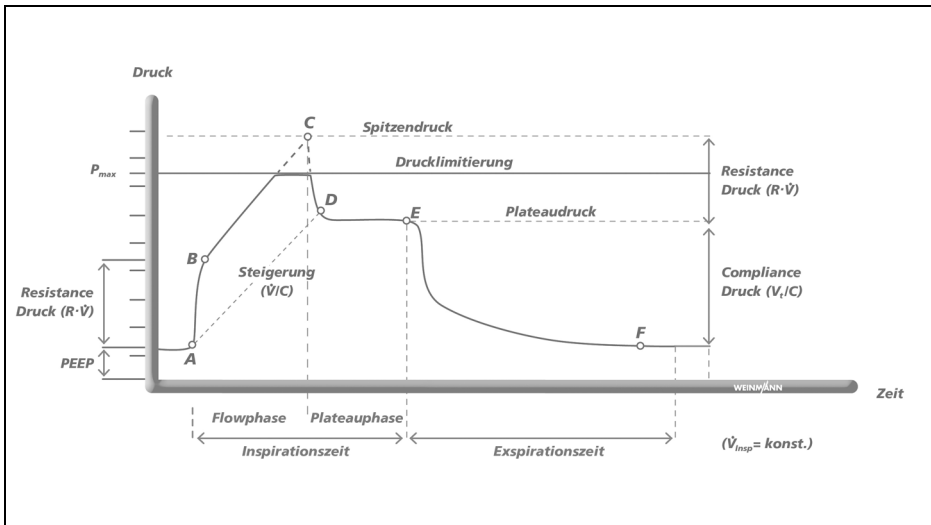 Druck
C
Spitzendruck
Drucklimitierung
Pmax
Resistance
Druck (R·V̇)
D
E
Plateaudruck
B
Steigerung
(V̇/C)
Compliance
Druck (Vt/C)
Resistance
Druck (R·V̇)
A
F
PEEP
WEINMANN
Zeit
Flowphase
Plateauphase
Inspirationszeit
Exspirationszeit
(V̇Insp= konst.)